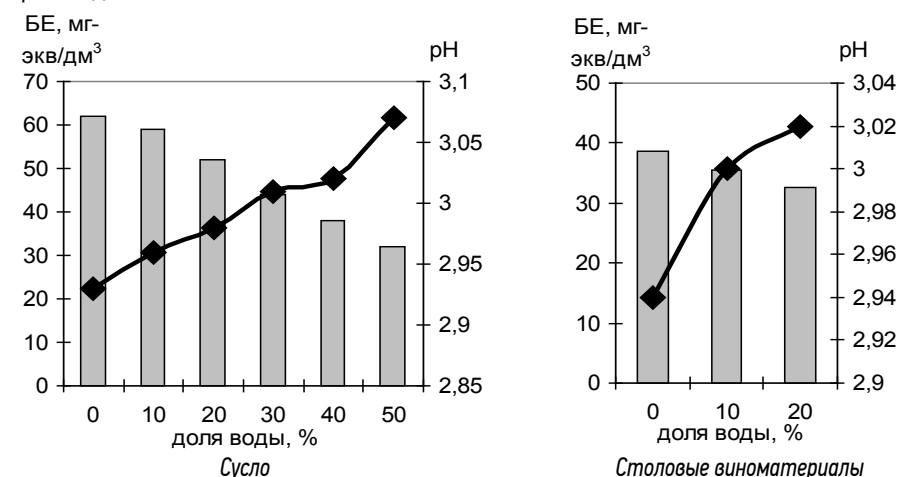 БЕ, мг-
экв/дм³
pH
70
60
50
40
30
20
10
0
3,1
3,05
3
2,95
2,9
2,85
0 10 20 30 40 50
доля воды, %
Сусло
БЕ, мг-
экв/дм³
pH
50
40
30
20
10
0
3,04
3,02
3
2,98
2,96
2,94
2,92
2,9
0 10 20
доля воды, %
Столовые виноматериалы